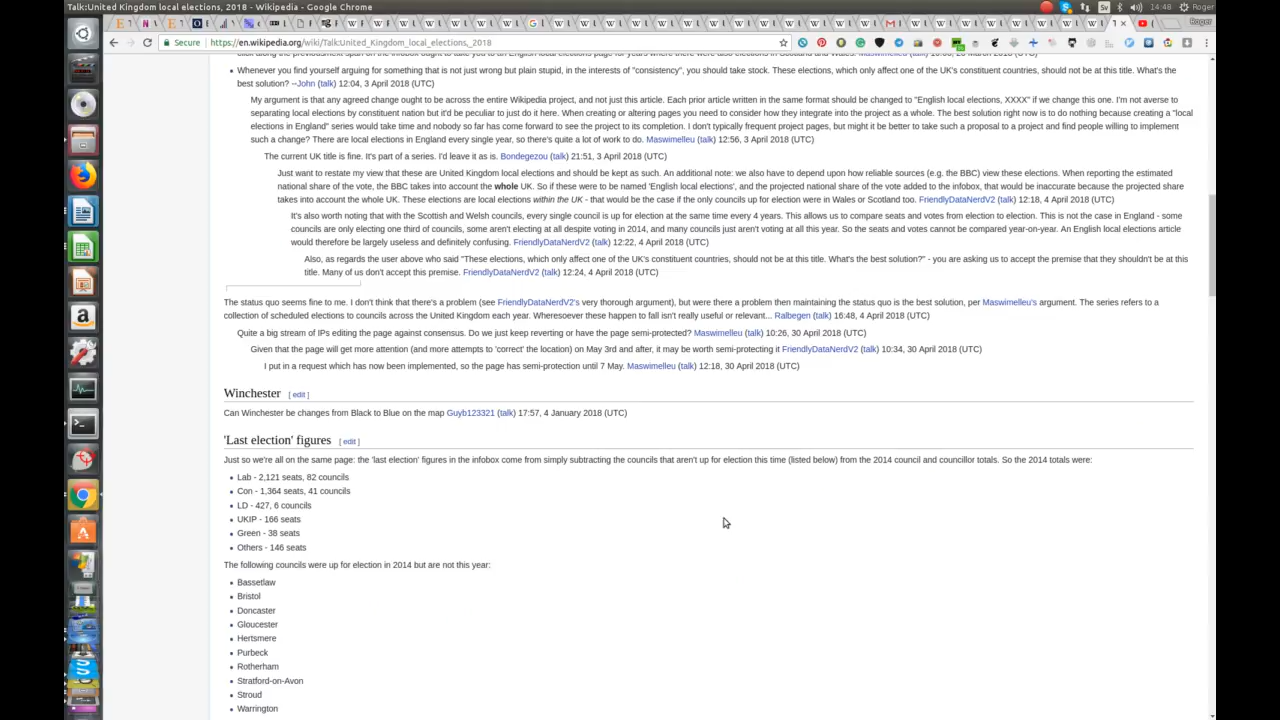 Talk:United Kingdom local elections, 2018 - Wikipedia - Google Chrome
Sv
14:48
Roger
Roger
Secure
https://en.wikipedia.org/wiki/Talk:United_Kingdom_local_elections,_2018
Whenever you find yourself arguing for something that is not just wrong but plain stupid, in the interests of "consistency", you should take stock. These elections, which only affect one of the UK's constituent countries, should not be at this title. What's the
best solution? --John (talk) 12:04, 3 April 2018 (UTC)
My argument is that any agreed change ought to be across the entire Wikipedia project, and not just this article. Each prior article written in the same format should be changed to "English local elections, XXXX" if we change this one. I'm not averse to
separating local elections by constituent nation but it'd be peculiar to just do it here. When creating or altering pages you need to consider how they integrate into the project as a whole. The best solution right now is to do nothing because creating a "local
elections in England" series would take time and nobody so far has come forward to see the project to its completion. I don't typically frequent project pages, but might it be better to take such a proposal to a project and find people willing to implement
such a change? There are local elections in England every single year, so there's quite a lot of work to do. Maswimelleu (talk) 12:56, 3 April 2018 (UTC)
The current UK title is fine. It's part of a series. I'd leave it as is. Bondegezou (talk) 21:51, 3 April 2018 (UTC)
Just want to restate my view that these are United Kingdom local elections and should be kept as such. An additional note: we also have to depend upon how reliable sources (e.g. the BBC) view these elections. When reporting the estimated
national share of the vote, the BBC takes into account the whole UK. So if these were to be named 'English local elections', and the projected national share of the vote added to the infobox, that would be inaccurate because the projected share
takes into account the whole UK. These elections are local elections within the UK - that would be the case if the only councils up for election were in Wales or Scotland too. FriendlyDataNerdV2 (talk) 12:18, 4 April 2018 (UTC)
It's also worth noting that with the Scottish and Welsh councils, every single council is up for election at the same time every 4 years. This allows us to compare seats and votes from election to election. This is not the case in England - some
councils are only electing one third of councils, some aren't electing at all despite voting in 2014, and many councils just aren't voting at all this year. So the seats and votes cannot be compared year-on-year. An English local elections article
would therefore be largely useless and definitely confusing. FriendlyDataNerdV2 (talk) 12:22, 4 April 2018 (UTC)
Also, as regards the user above who said "These elections, which only affect one of the UK's constituent countries, should not be at this title. What's the best solution?" - you are asking us to accept the premise that they shouldn't be at this
title. Many of us don't accept this premise. FriendlyDataNerdV2 (talk) 12:24, 4 April 2018 (UTC)
The status quo seems fine to me. I don't think that there's a problem (see FriendlyDataNerdV2's very thorough argument), but were there a problem then maintaining the status quo is the best solution, per Maswimelleu's argument. The series refers to a
collection of scheduled elections to councils across the United Kingdom each year. Wheresoever these happen to fall isn't really useful or relevant... Ralbegen (talk) 16:48, 4 April 2018 (UTC)
Quite a big stream of IPs editing the page against consensus. Do we just keep reverting or have the page semi-protected? Maswimelleu (talk) 10:26, 30 April 2018 (UTC)
Given that the page will get more attention (and more attempts to 'correct' the location) on May 3rd and after, it may be worth semi-protecting it FriendlyDataNerdV2 (talk) 10:34, 30 April 2018 (UTC)
I put in a request which has now been implemented, so the page has semi-protection until 7 May. Maswimelleu (talk) 12:18, 30 April 2018 (UTC)
Winchester [ edit ]
Can Winchester be changes from Black to Blue on the map Guyb123321 (talk) 17:57, 4 January 2018 (UTC)
'Last election' figures [ edit ]
Just so we're all on the same page: the 'last election' figures in the infobox come from simply subtracting the councils that aren't up for election this time (listed below) from the 2014 council and councillor totals. So the 2014 totals were:
Lab - 2,121 seats, 82 councils
Con - 1,364 seats, 41 councils
LD - 427, 6 councils
UKIP - 166 seats
Green - 38 seats
Others - 146 seats
The following councils were up for election in 2014 but are not this year:
Bassetlaw
Bristol
Doncaster
Gloucester
Hertsmere
Purbeck
Rotherham
Stratford-on-Avon
Stroud
Warrington